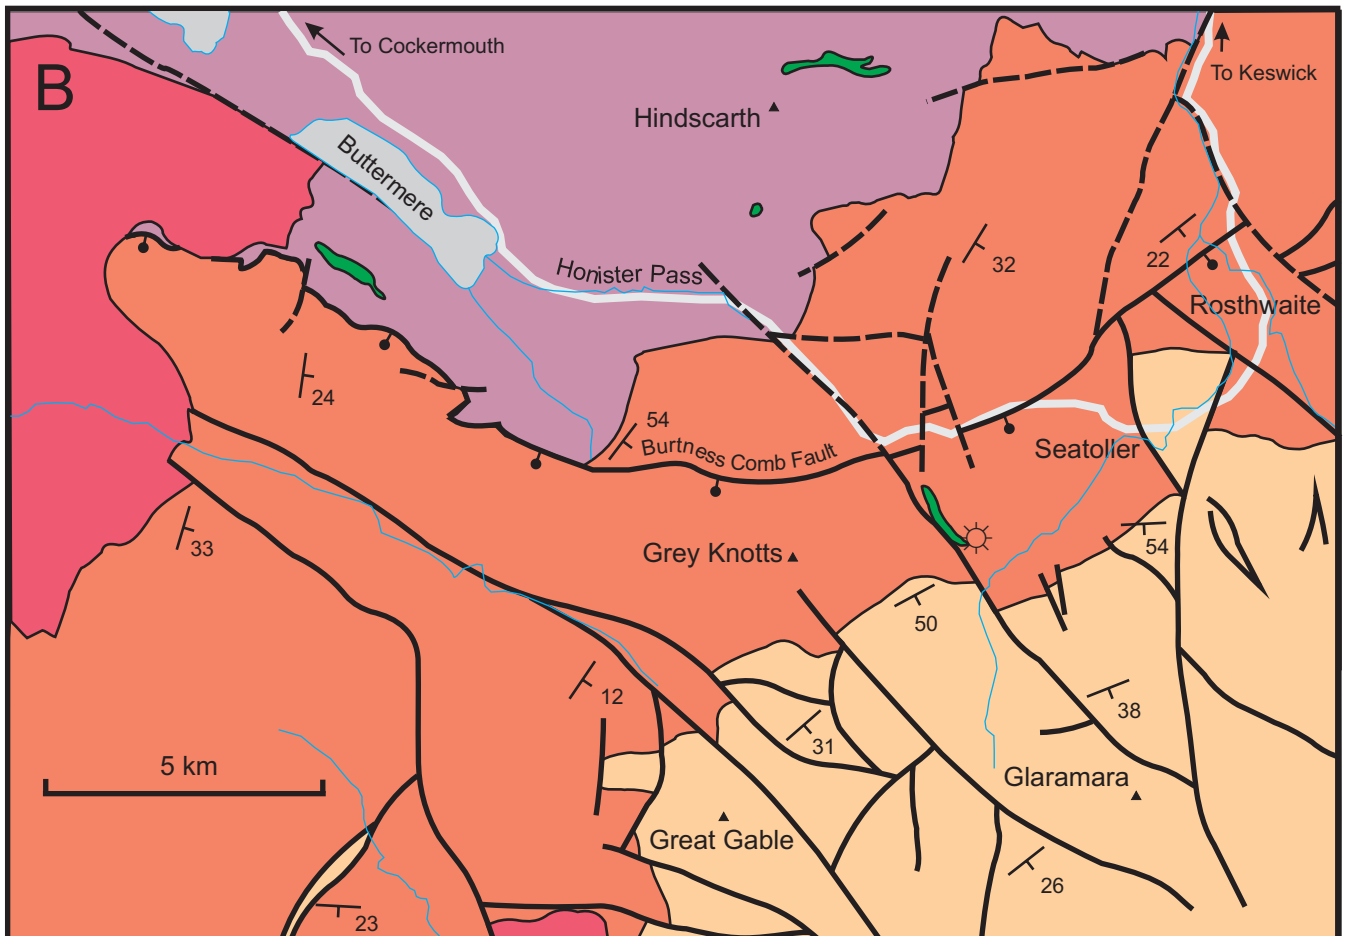 B
To Cockermouth
To Keswick
Hindscarth
Buttermere
Honister Pass
32
22
Rosthwaite
24
54
Burtness Comb Fault
Seatoller
33
Grey Knotts
54
50
12
38
31
5 km
Glaramara
Great Gable
26
23